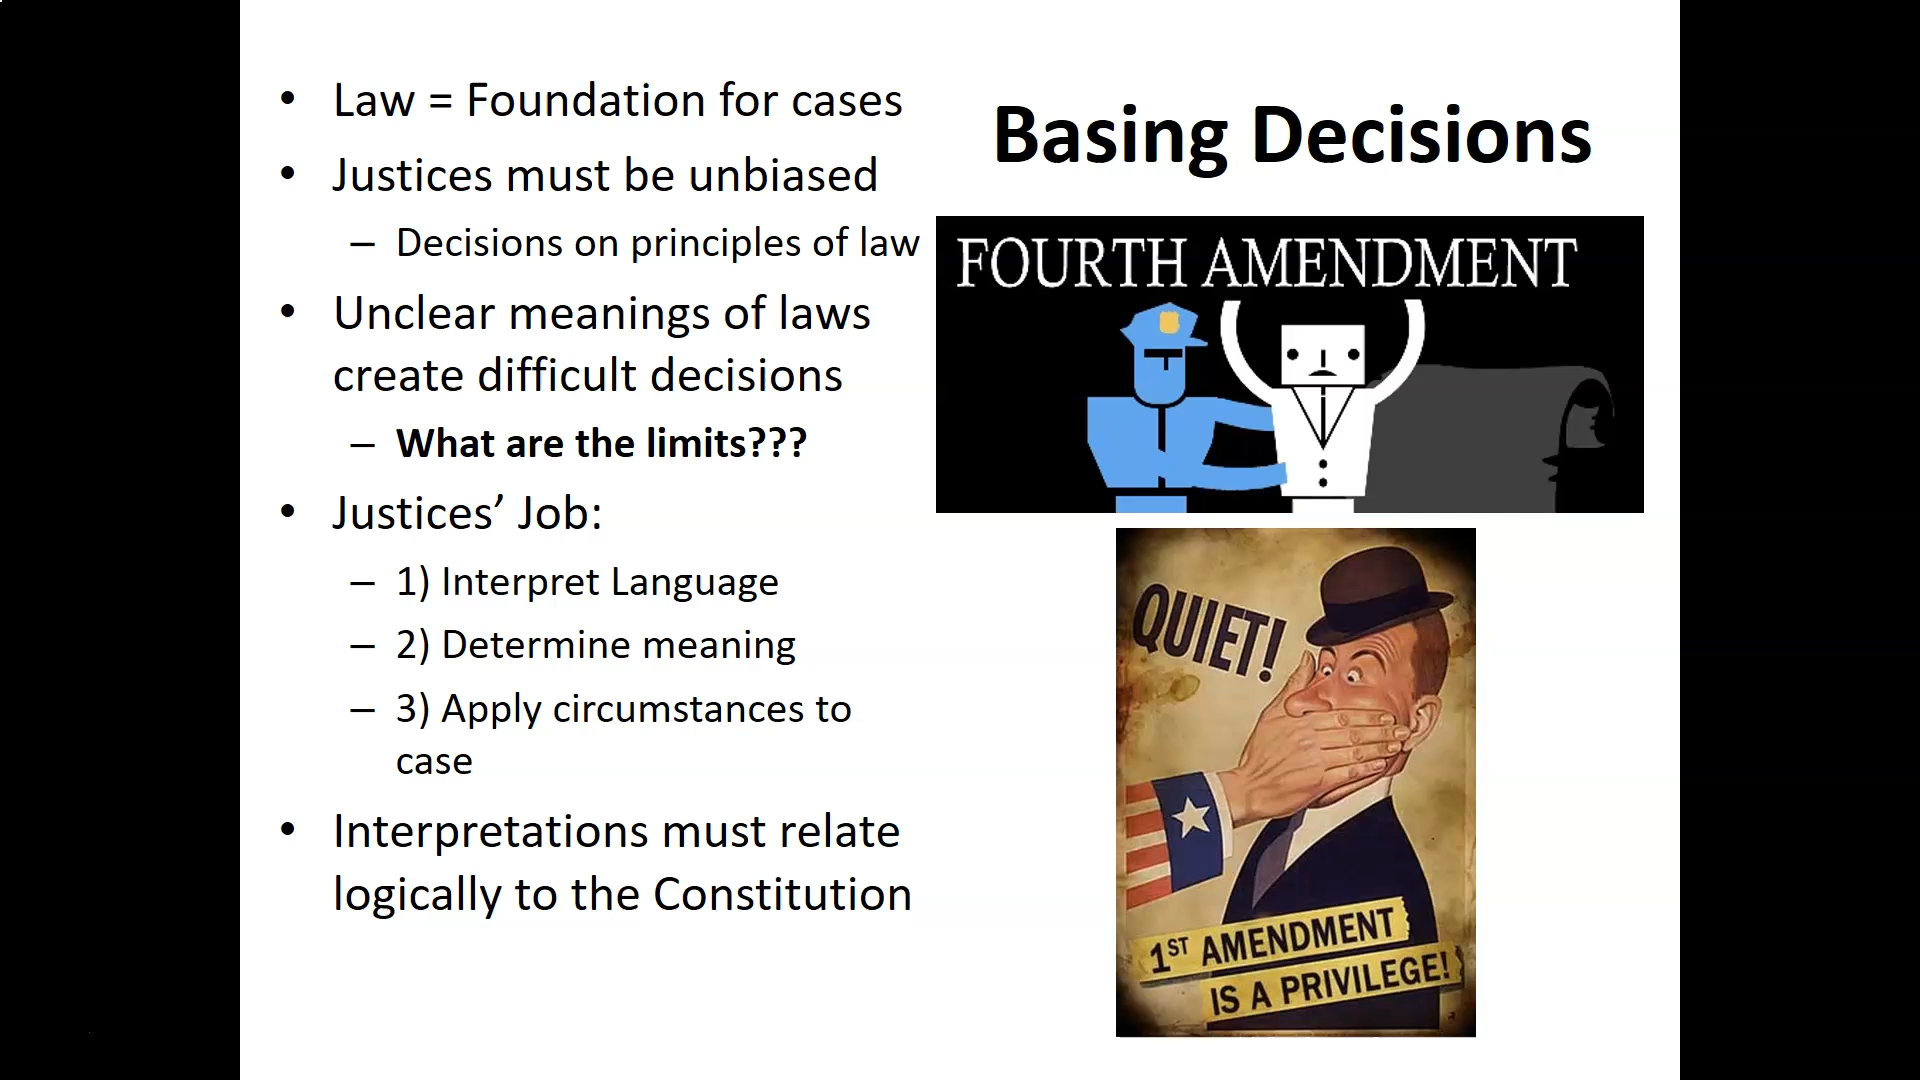 Basing Decisions
• Law = Foundation for cases
• Justices must be unbiased
– Decisions on principles of law
• Unclear meanings of laws
create difficult decisions
– What are the limits???
• Justices’ Job:
– 1) Interpret Language
– 2) Determine meaning
– 3) Apply circumstances to
case
• Interpretations must relate
logically to the Constitution
FOURTH AMENDMENT
QUIET!
1ST AMENDMENT
IS A PRIVILEGE!